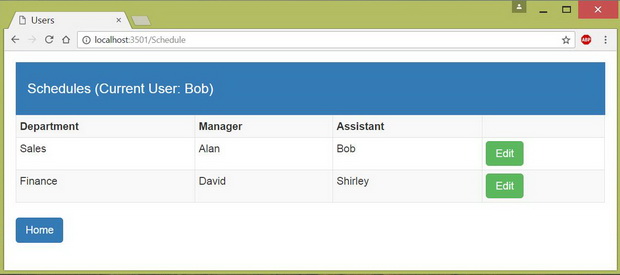 Users
localhost:3501/Schedule
ABP
Schedules (Current User: Bob)
Department Manager Assistant
Sales Alan Bob Edit
Finance David Shirley Edit
Home